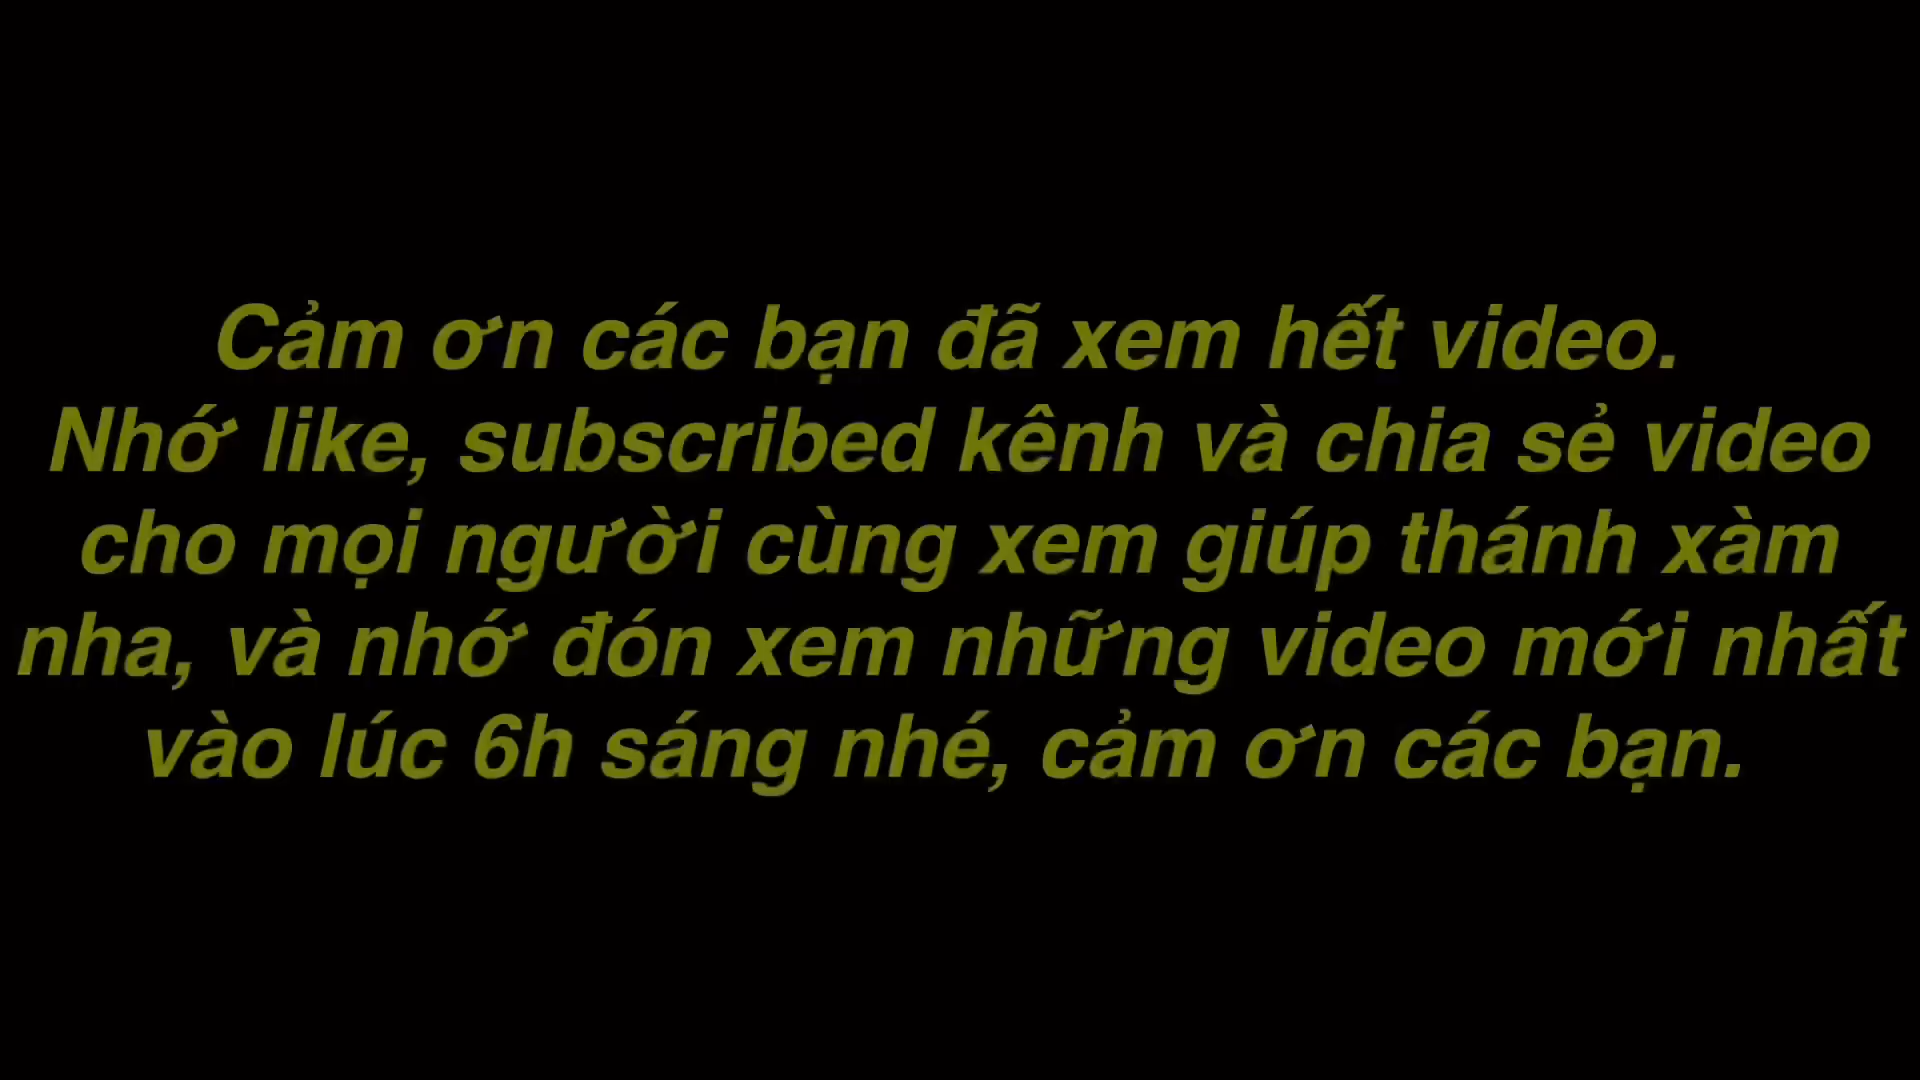 Cảm ơn các bạn đã xem hết video.
Nhớ like, subscribed kênh và chia sẻ video
cho mọi người cùng xem giúp thánh xàm
nha, và nhớ đón xem những video mới nhất
vào lúc 6h sáng nhé, cảm ơn các bạn.